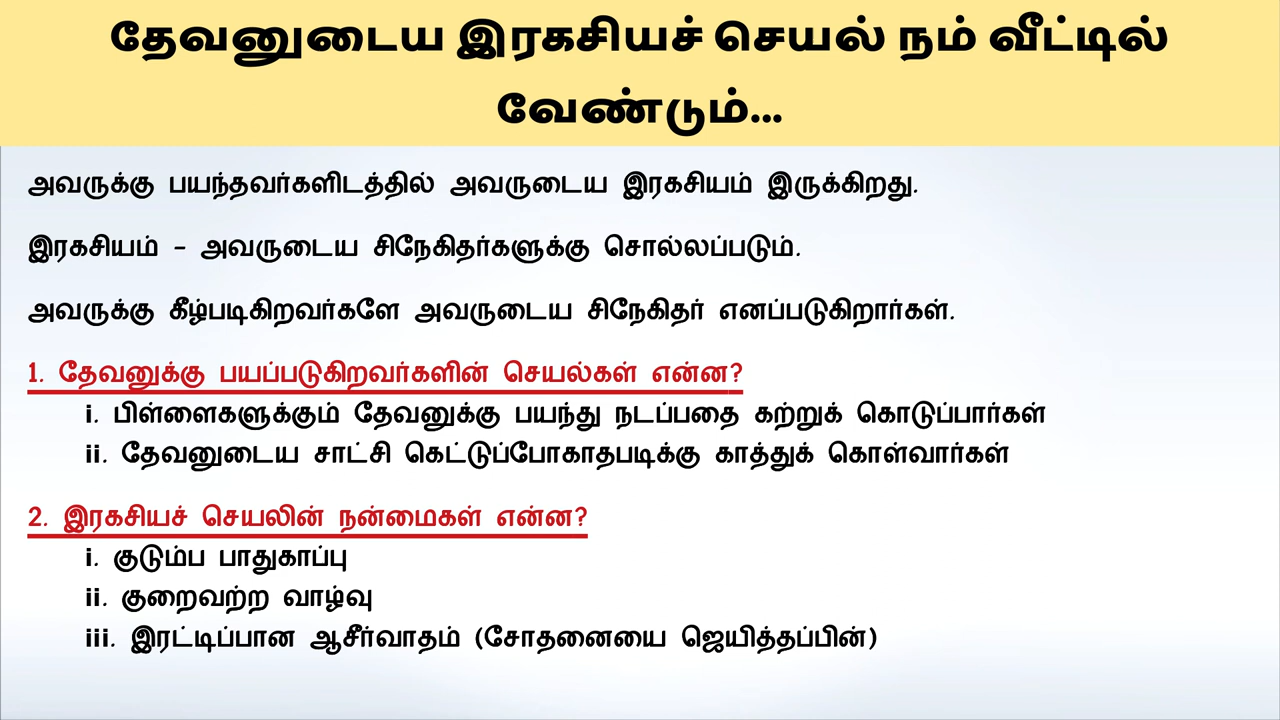 தேவனுடைய இரகசியச் செயல் நம் வீட்டில்
வேண்டும்...
அவருக்கு பயந்தவர்களிடத்தில் அவருடைய இரகசியம் இருக்கிறது.
இரகசியம் - அவருடைய சிநேகிதர்களுக்கு சொல்லப்படும்.
அவருக்கு கீழ்படிகிறவர்களே அவருடைய சிநேகிதர் எனப்படுகிறார்கள்.
1. தேவனுக்கு பயப்படுகிறவர்களின் செயல்கள் என்ன?
i. பிள்ளைகளுக்கும் தேவனுக்கு பயந்து நடப்பதை கற்றுக் கொடுப்பார்கள்
ii. தேவனுடைய சாட்சி கெட்டுப்போகாதபடிக்கு காத்துக் கொள்வார்கள்
2. இரகசியச் செயலின் நன்மைகள் என்ன?
i. குடும்ப பாதுகாப்பு
ii. குறைவற்ற வாழ்வு
iii. இரட்டிப்பான ஆசீர்வாதம் (சோதனையை ஜெயித்தப்பின்)